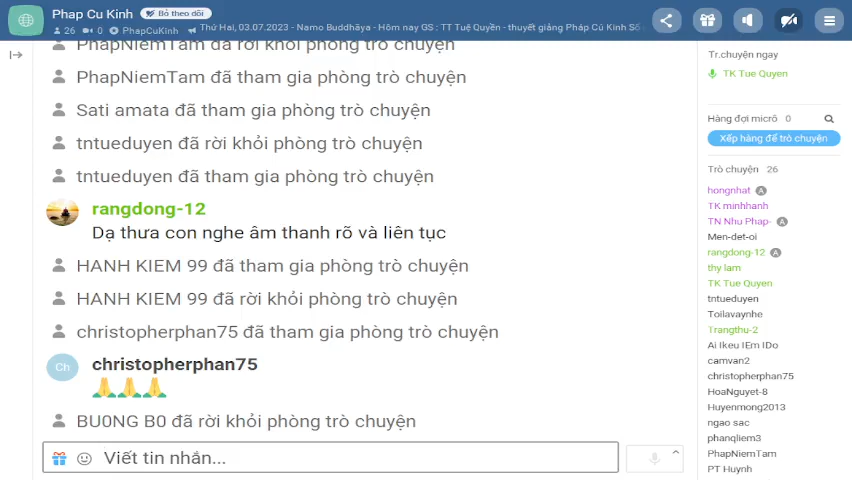 Phap Cu Kinh Bỏ theo dõi
26 0 PhapCuKinh Thứ Hai, 03.07.2023 - Namo Buddhāya - Hôm nay GS : TT Tuệ Quyền - thuyết giảng Pháp Cú Kinh Số
PhapNiemTam đã rời khỏi phòng trò chuyện
PhapNiemTam đã tham gia phòng trò chuyện
Sati amata đã tham gia phòng trò chuyện
tntueduyen đã rời khỏi phòng trò chuyện
tntueduyen đã tham gia phòng trò chuyện
rangdong-12
Dạ thưa con nghe âm thanh rõ và liên tục
HANH KIEM 99 đã tham gia phòng trò chuyện
HANH KIEM 99 đã rời khỏi phòng trò chuyện
christopherphan75 đã tham gia phòng trò chuyện
Ch
christopherphan75
BU0NG B0 đã rời khỏi phòng trò chuyện
Viết tin nhắn...
Tr.chuyện ngay
TK Tue Quyen
Hàng đợi micrô 0
Xếp hàng để trò chuyện
Trò chuyện 26
hongnhat A
TK minhhanh
TN Nhu Phap- A
Men-det-oi
rangdong-12 A
thy lam
TK Tue Quyen
tntueduyen
Toilavaynhe
Trangthu-2
Ai lkeu lEm lDo
camvan2
christopherphan75
HoaNguyet-8
Huyenmong2013
ngao sac
phanqliem3
PhapNiemTam
PT Huynh